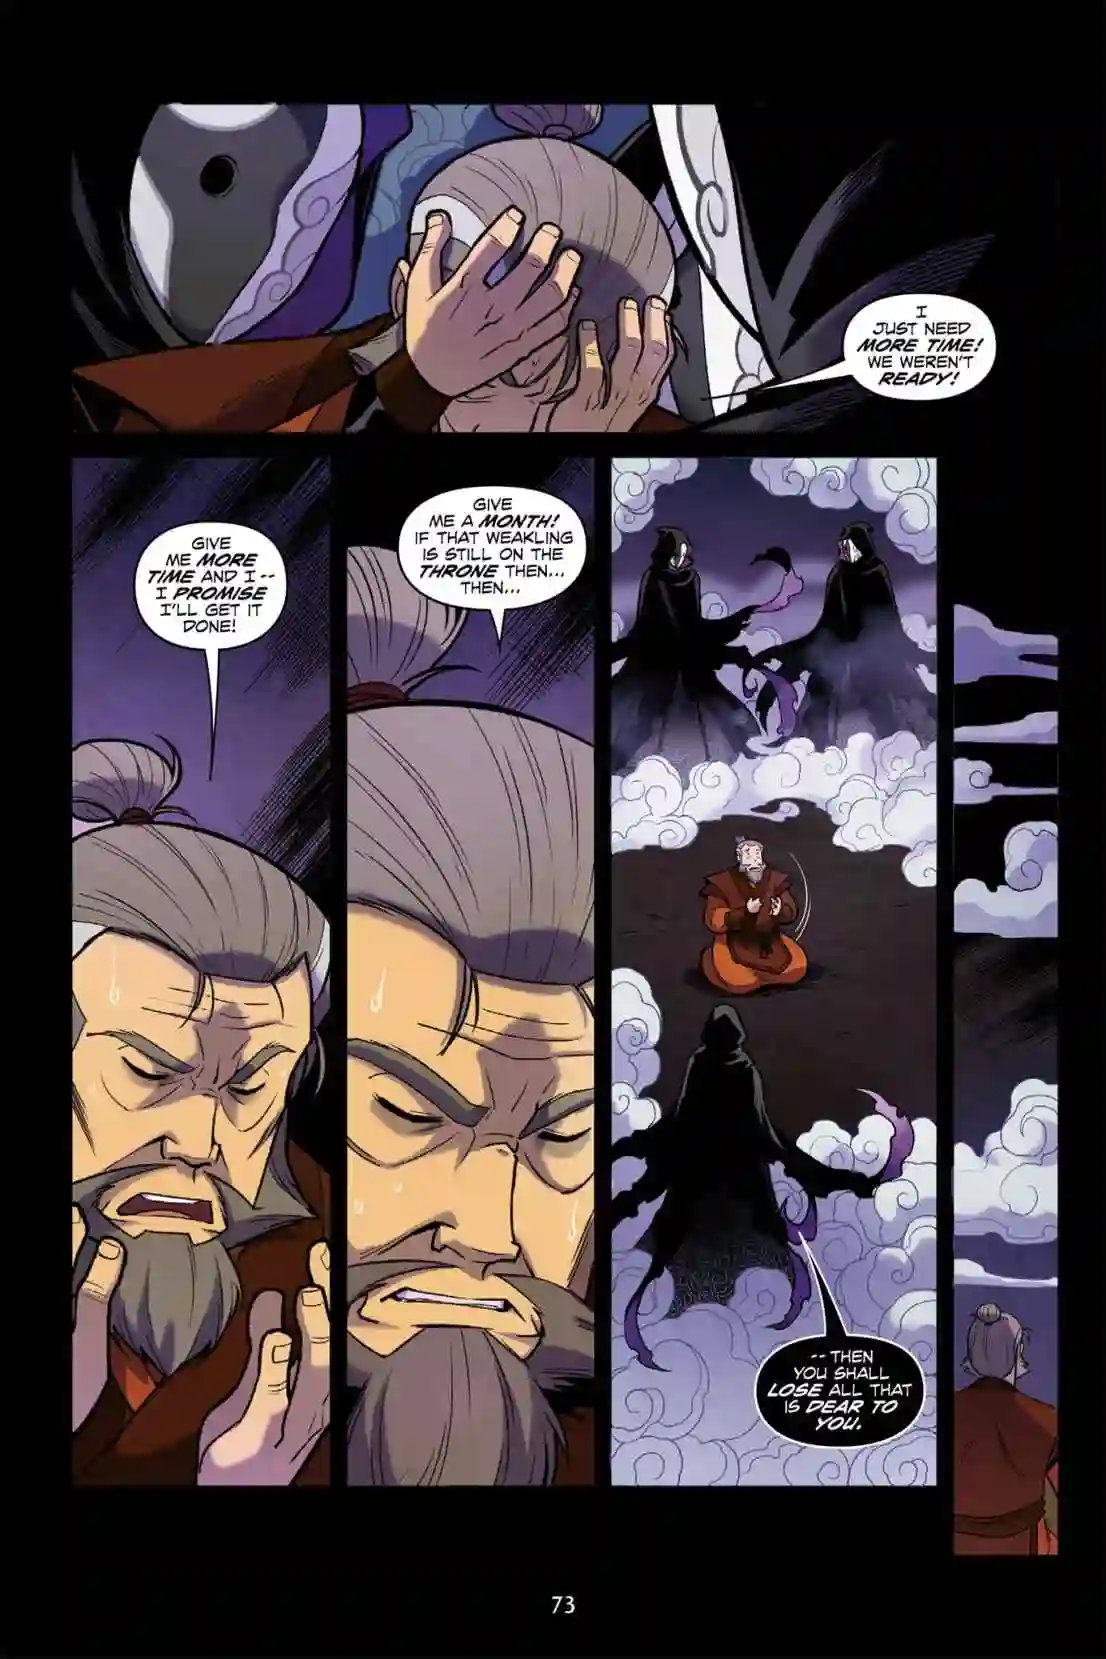 I
JUST NEED
MORE TIME!
WE WEREN'T
READY!
GIVE
ME MORE
TIME AND I --
I PROMISE
I'LL GET IT
DONE!
GIVE
ME A MONTH!
IF THAT WEAKLING
IS STILL ON THE
THRONE THEN...
THEN...
-- THEN
YOU SHALL
LOSE ALL THAT
IS DEAR TO
YOU.
73